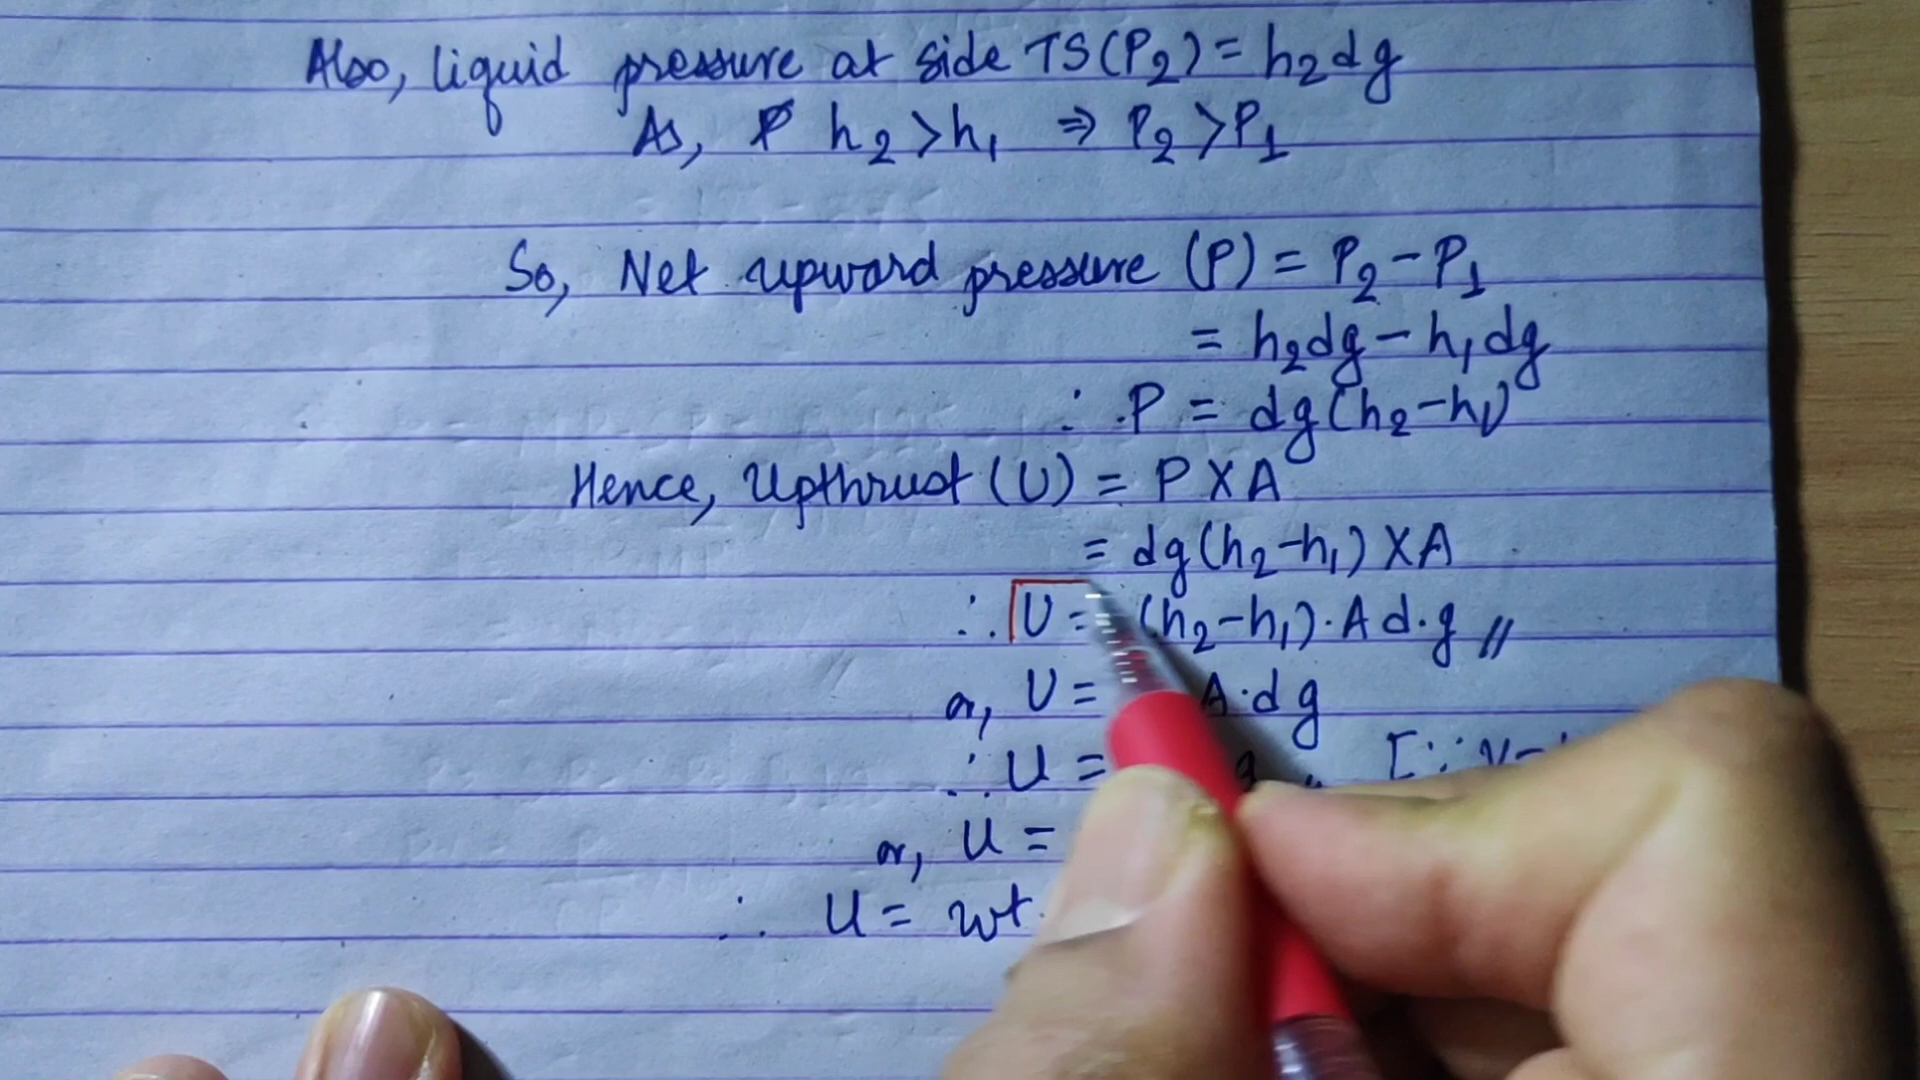 Also, liquid pressure at side TS(P₂) = h₂dg
As, P h₂ > h₁ ⇒ P₂ > P₁
So, Net upward pressure (P) = P₂ - P₁
= h₂dg - h₁dg
∴ P = dg(h₂-h₁)
Hence, Upthrust (U) = P X A
= dg(h₂-h₁) X A
∴ U = (h₂-h₁).A d.g //
or, U = A.dg
∴ U = g [∵ V=
or, U =
∴ U = wt.